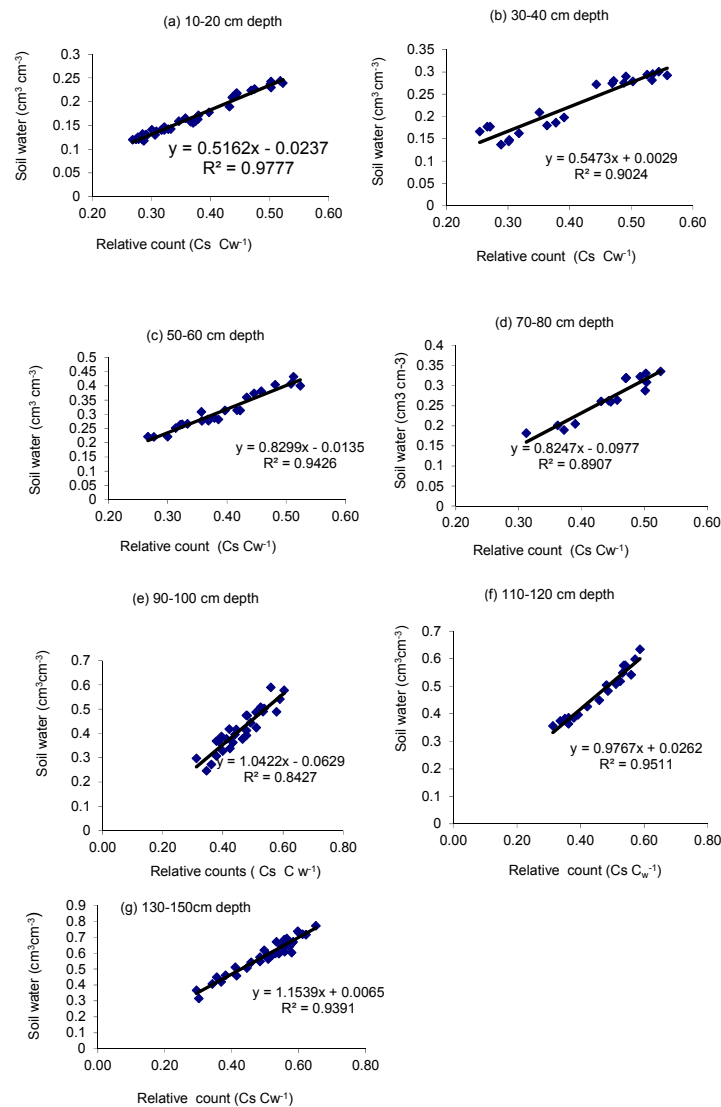 (a) 10-20 cm depth
Soil water (cm³ cm-³)
0.3
0.25
0.2
0.15
0.1
0.05
0
y = 0.5162x - 0.0237
R² = 0.9777
0.20 0.30 0.40 0.50 0.60
Relative count (Cs Cw-¹)
(b) 30-40 cm depth
Soil water (cm³ cm-³)
0.35
0.3
0.25
0.2
0.15
0.1
0.05
0
y = 0.5473x + 0.0029
R² = 0.9024
0.20 0.30 0.40 0.50 0.60
Relative count (Cs Cw-¹)
(c) 50-60 cm depth
Soil water (cm³ cm-³)
0.5
0.45
0.4
0.35
0.3
0.25
0.2
0.15
0.1
0.05
0
y = 0.8299x - 0.0135
R² = 0.9426
0.20 0.30 0.40 0.50 0.60
Relative count (Cs Cw-¹)
(d) 70-80 cm depth
Soil water (cm3 cm-3)
0.4
0.35
0.3
0.25
0.2
0.15
0.1
0.05
0
y = 0.8247x - 0.0977
R² = 0.8907
0.20 0.30 0.40 0.50 0.60
Relative count (Cs Cw-¹)
(e) 90-100 cm depth
Soil water (cm³cm-³)
0.7
0.6
0.5
0.4
0.3
0.2
0.1
0
y = 1.0422x - 0.0629
R² = 0.8427
0.00 0.20 0.40 0.60 0.80
Relative counts ( Cs C w-¹)
(f) 110-120 cm depth
Soil water (cm³cm-³)
0.7
0.6
0.5
0.4
0.3
0.2
0.1
0
y = 0.9767x + 0.0262
R² = 0.9511
0.00 0.20 0.40 0.60 0.80
Relative count (Cs Cw-¹)
(g) 130-150cm depth
Soil water (cm³cm-³)
0.9
0.8
0.7
0.6
0.5
0.4
0.3
0.2
0.1
0
y = 1.1539x + 0.0065
R² = 0.9391
0.00 0.20 0.40 0.60 0.80
Relative count (Cs Cw-¹)